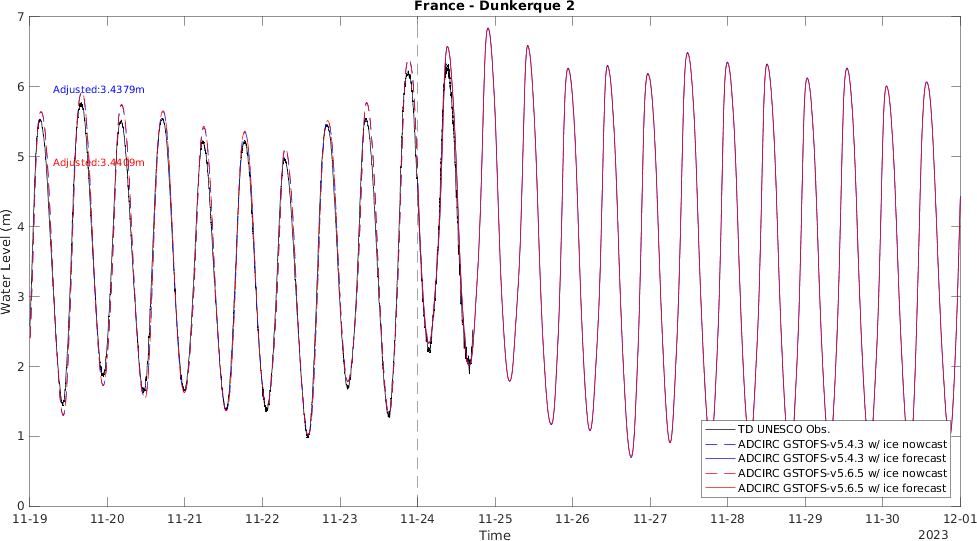 France - Dunkerque 2
7
6
5
4
3
2
1
0
Water Level (m)
Adjusted:3.4379m
Adjusted:3.4409m
TD UNESCO Obs.
ADCIRC GSTOFS-v5.4.3 w/ ice nowcast
ADCIRC GSTOFS-v5.4.3 w/ ice forecast
ADCIRC GSTOFS-v5.6.5 w/ ice nowcast
ADCIRC GSTOFS-v5.6.5 w/ ice forecast
11-19 11-20 11-21 11-22 11-23 11-24 11-25 11-26 11-27 11-28 11-29 11-30 12-01
Time
2023